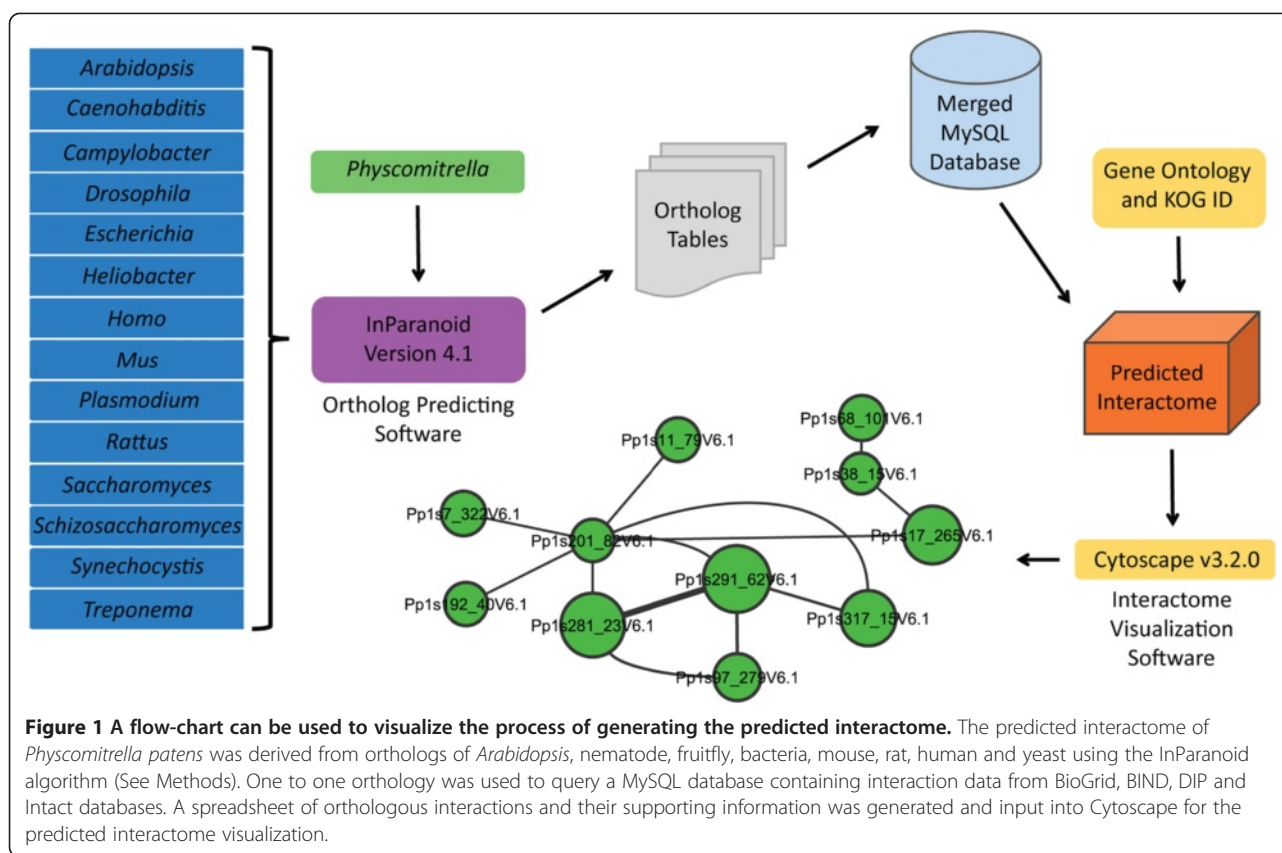 Arabidopsis
Caenohabditis
Campylobacter
Drosophila
Escherichia
Heliobacter
Homo
Mus
Plasmodium
Rattus
Saccharomyces
Schizosaccharomyces
Synechocystis
Treponema
Physcomitrella
InParanoid
Version 4.1
Ortholog Predicting
Software
Ortholog
Tables
Merged
MySQL
Database
Gene Ontology
and KOG ID
Predicted
Interactome
Cytoscape v3.2.0
Interactome
Visualization
Software
Pp1s11_79V6.1
Pp1s68_101V6.1
Pp1s38_15V6.1
Pp1s7_322V6.1
Pp1s201_82V6.1
Pp1s17_265V6.1
Pp1s291_62V6.1
Pp1s192_40V6.1
Pp1s281_23V6.1
Pp1s317_15V6.1
Pp1s97_279V6.1
Figure 1 A flow-chart can be used to visualize the process of generating the predicted interactome. The predicted interactome of
Physcomitrella patens was derived from orthologs of Arabidopsis, nematode, fruitfly, bacteria, mouse, rat, human and yeast using the InParanoid
algorithm (See Methods). One to one orthology was used to query a MySQL database containing interaction data from BioGrid, BIND, DIP and
Intact databases. A spreadsheet of orthologous interactions and their supporting information was generated and input into Cytoscape for the
predicted interactome visualization.